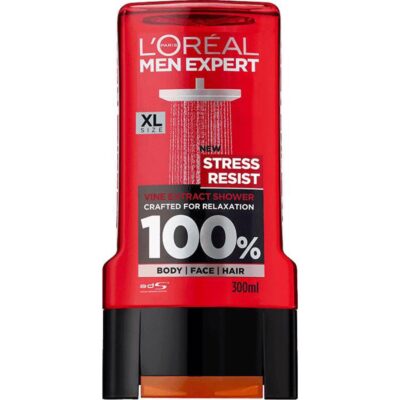 L'ORÉAL
PARIS
MEN EXPERT
XL
SIZE
NEW
STRESS
RESIST
VINE EXTRACT SHOWER
CRAFTED FOR RELAXATION
100%
BODY | FACE | HAIR
300ml
ads